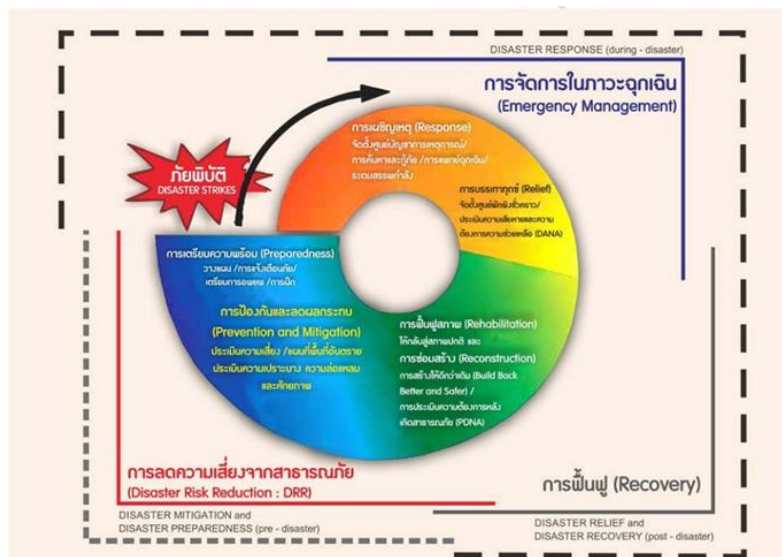 DISASTER RESPONSE (during - disaster)
การจัดการในภาวะฉุกเฉิน
(Emergency Management)
การเผชิญเหตุ (Response)
จัดตั้งศูนย์บัญชาการเหตุการณ์/
การค้นหาและกู้ภัย /การแพทย์ฉุกเฉิน/
ระดมสรรพกำลัง
ภัยพิบัติ
DISASTER STRIKES
การบรรเทาทุกข์ (Relief)
จัดตั้งศูนย์พักพิงชั่วคราว/
ประเมินความเสียหายและความ
ต้องการความช่วยเหลือ (DANA)
การเตรียมความพร้อม (Preparedness)
วางแผน /การแจ้งเตือนภัย/
เตรียมการอพยพ /การฝึก
การป้องกันและลดผลกระทบ
(Prevention and Mitigation)
ประเมินความเสี่ยง /แผนที่พื้นที่อันตราย
ประเมินความเปราะบาง ความล่อแหลม
และศักยภาพ
การฟื้นฟูสภาพ (Rehabilitation)
ให้กลับสู่สภาพปกติ และ
การซ่อมสร้าง (Reconstruction)
การสร้างให้ดีกว่าเดิม (Build Back
Better and Safer) /
การประเมินความต้องการหลัง
เกิดสาธารณภัย (PDNA)
การลดความเสี่ยงจากสาธารณภัย
(Disaster Risk Reduction : DRR)
DISASTER MITIGATION and
DISASTER PREPAREDNESS (pre - disaster)
การฟื้นฟู (Recovery)
DISASTER RELIEF and
DISASTER RECOVERY (post - disaster)